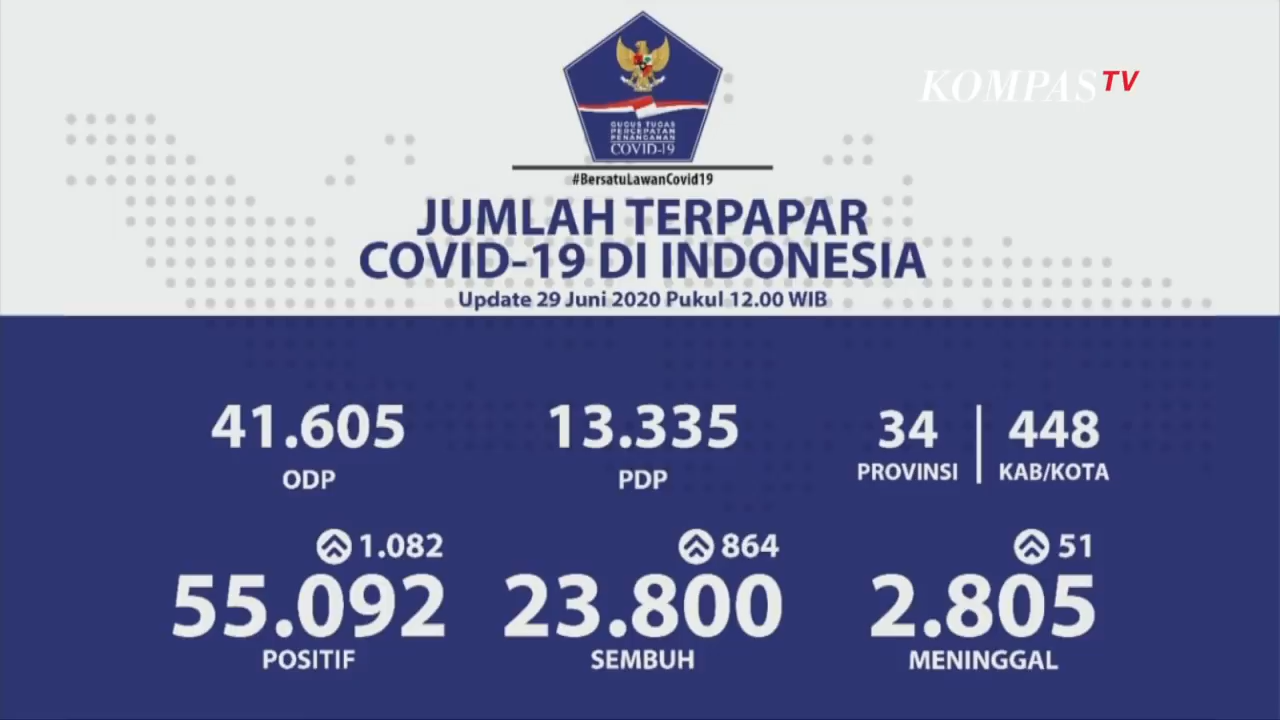 KOMPAS TV
GUGUS TUGAS
PERCEPATAN
PENANGANAN
COVID-19
#BersatuLawanCovid19
JUMLAH TERPAPAR
COVID-19 DI INDONESIA
Update 29 Juni 2020 Pukul 12.00 WIB
41.605
ODP
13.335
PDP
34
PROVINSI
448
KAB/KOTA
1.082
55.092
POSITIF
864
23.800
SEMBUH
51
2.805
MENINGGAL